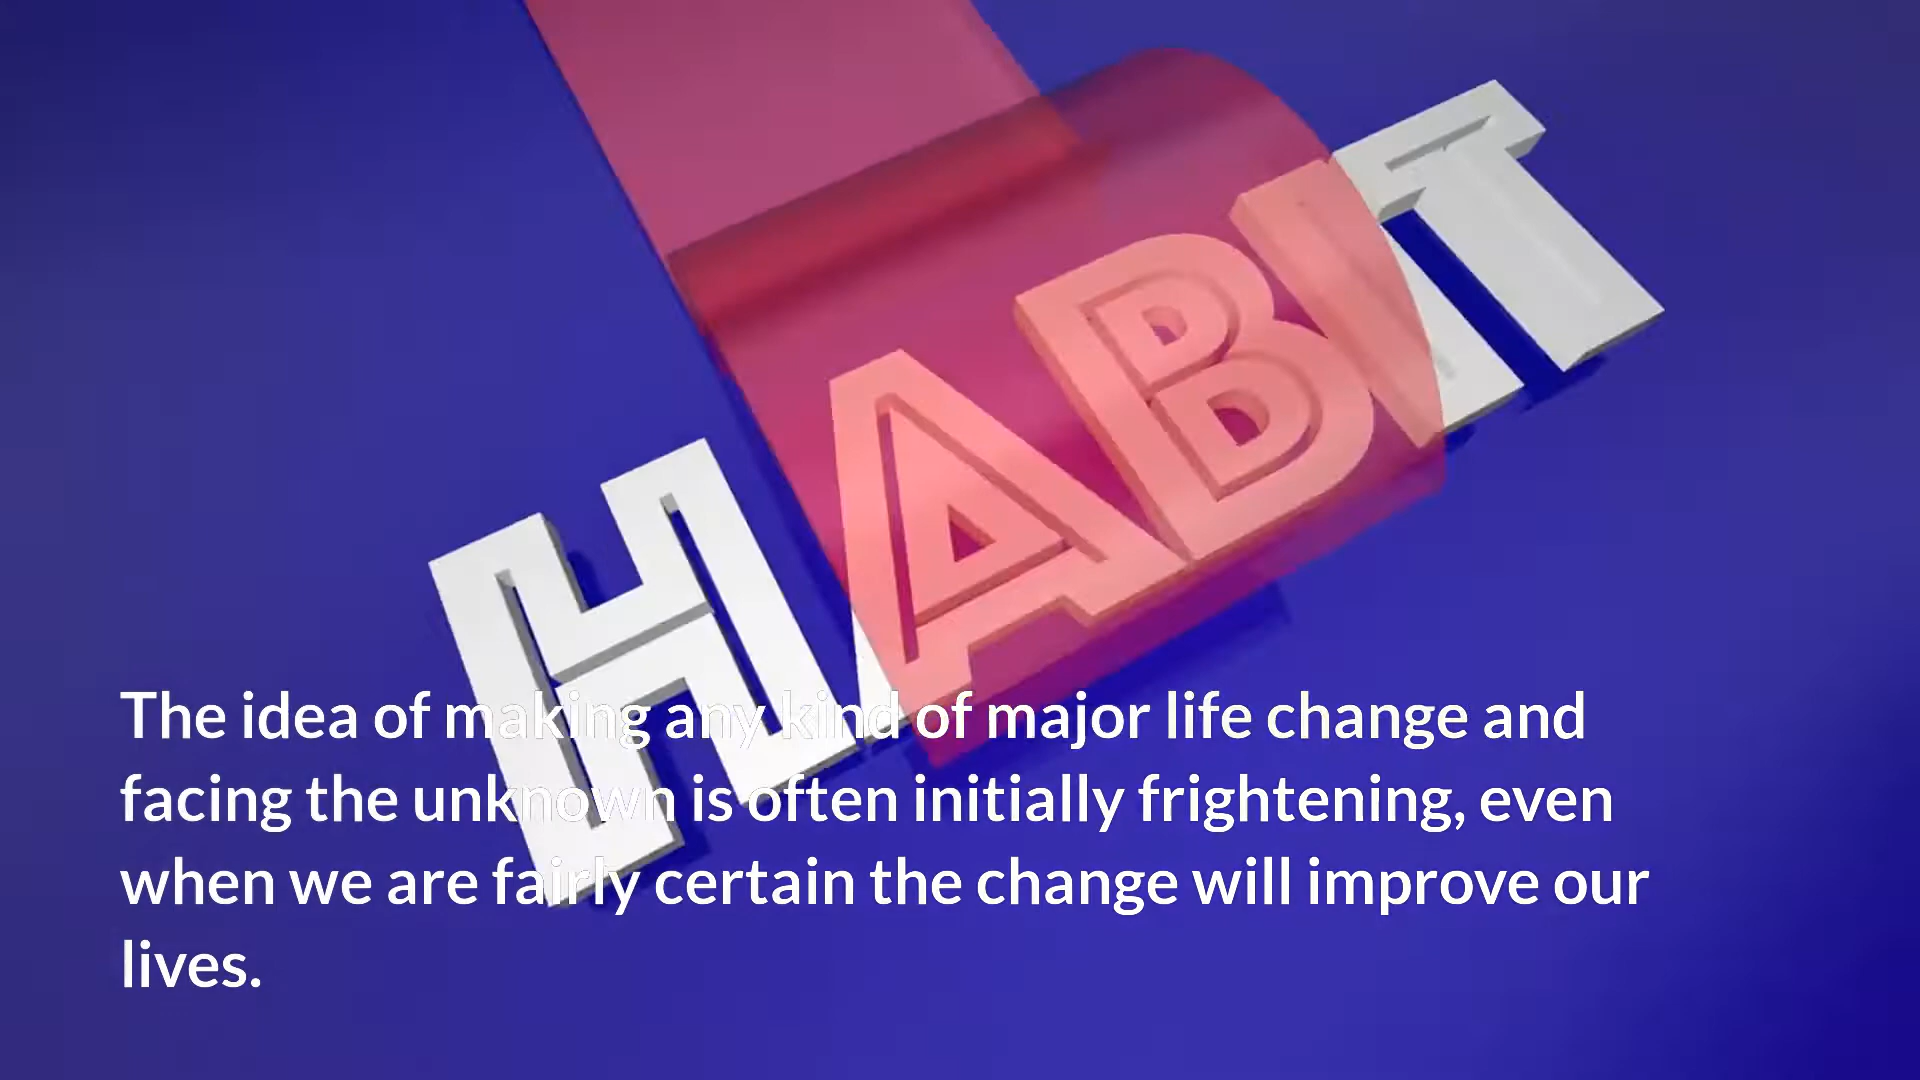 HABIT
The idea of making any kind of major life change and
facing the unknown is often initially frightening, even
when we are fairly certain the change will improve our
lives.